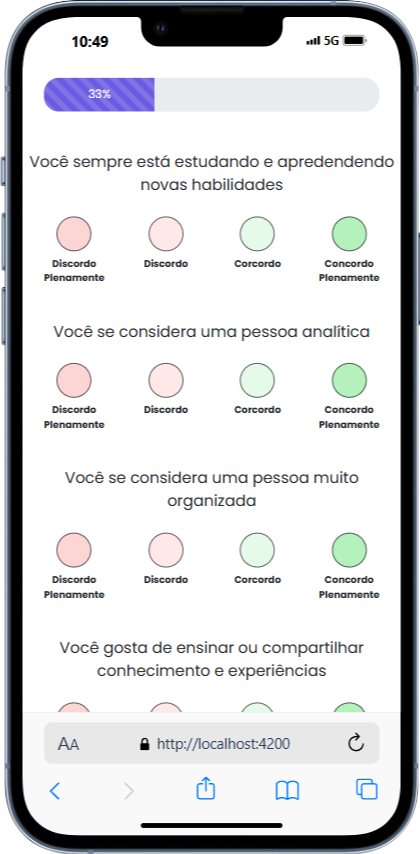 10:49 5G
33%
Você sempre está estudando e apredendendo
novas habilidades
Discordo Discordo Corcordo Concordo
Plenamente Plenamente
Você se considera uma pessoa analítica
Discordo Discordo Corcordo Concordo
Plenamente Plenamente
Você se considera uma pessoa muito
organizada
Discordo Discordo Corcordo Concordo
Plenamente Plenamente
Você gosta de ensinar ou compartilhar
conhecimento e experiências
AA http://localhost:4200